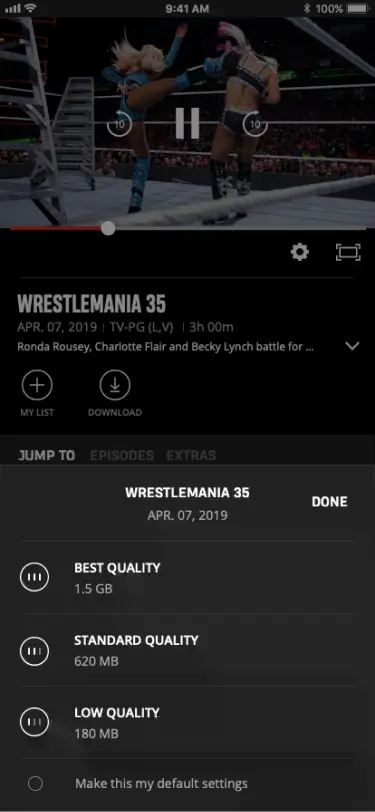 9:41 AM
100%
10
10
WRESTLEMANIA 35
APR. 07, 2019 | TV-PG (L,V) | 3h 00m
Ronda Rousey, Charlotte Flair and Becky Lynch battle for ...
MY LIST
DOWNLOAD
JUMP TO
EPISODES
EXTRAS
WRESTLEMANIA 35
DONE
APR. 07, 2019
BEST QUALITY
1.5 GB
STANDARD QUALITY
620 MB
LOW QUALITY
180 MB
Make this my default settings